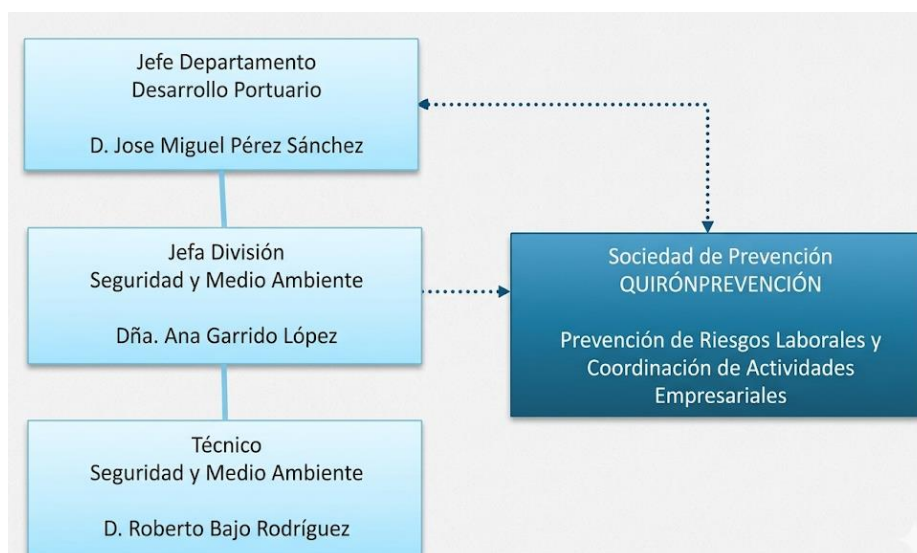 Jefe Departamento
Desarrollo Portuario
D. Jose Miguel Pérez Sánchez
Jefa División
Seguridad y Medio Ambiente
Dña. Ana Garrido López
Sociedad de Prevención
QUIRÓNPREVENCIÓN
Prevención de Riesgos Laborales y
Coordinación de Actividades
Empresariales
Técnico
Seguridad y Medio Ambiente
D. Roberto Bajo Rodríguez